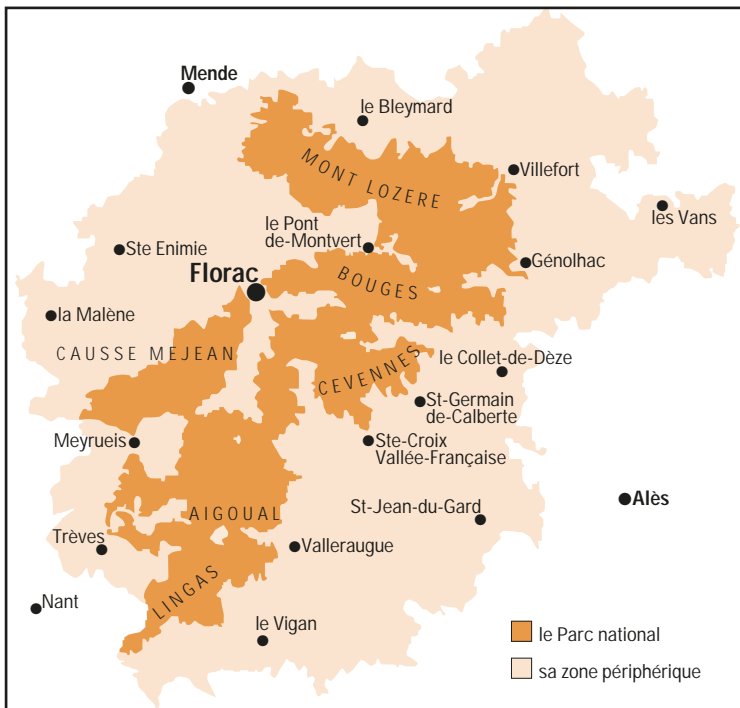 Mende
le Bleymard
MONT LOZERE
Villefort
les Vans
le Pont
de-Montvert
Ste Enimie
Génolhac
Florac
BOUGES
la Malène
CAUSSE MEJEAN
le Collet-de-Dèze
CEVENNES
St-Germain
de-Calberte
Meyrueis
Ste-Croix
Vallée-Française
Alès
St-Jean-du-Gard
AIGOUAL
Trèves
Valleraugue
LINGAS
Nant
le Vigan
le Parc national
sa zone périphérique